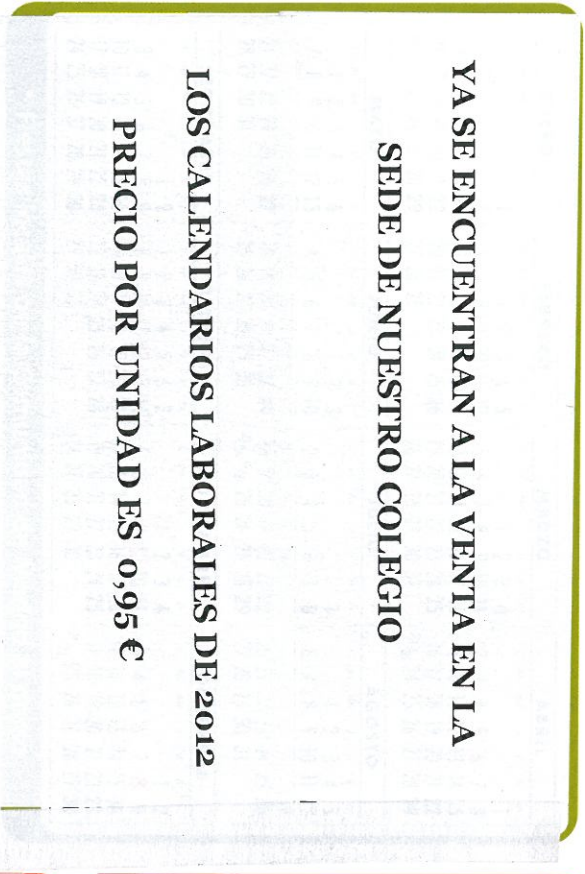 YA SE ENCUENTRAN A LA VENTA EN LA
SEDE DE NUESTRO COLEGIO
LOS CALENDARIOS LABORALES DE 2012
PRECIO POR UNIDAD ES 0,95 €